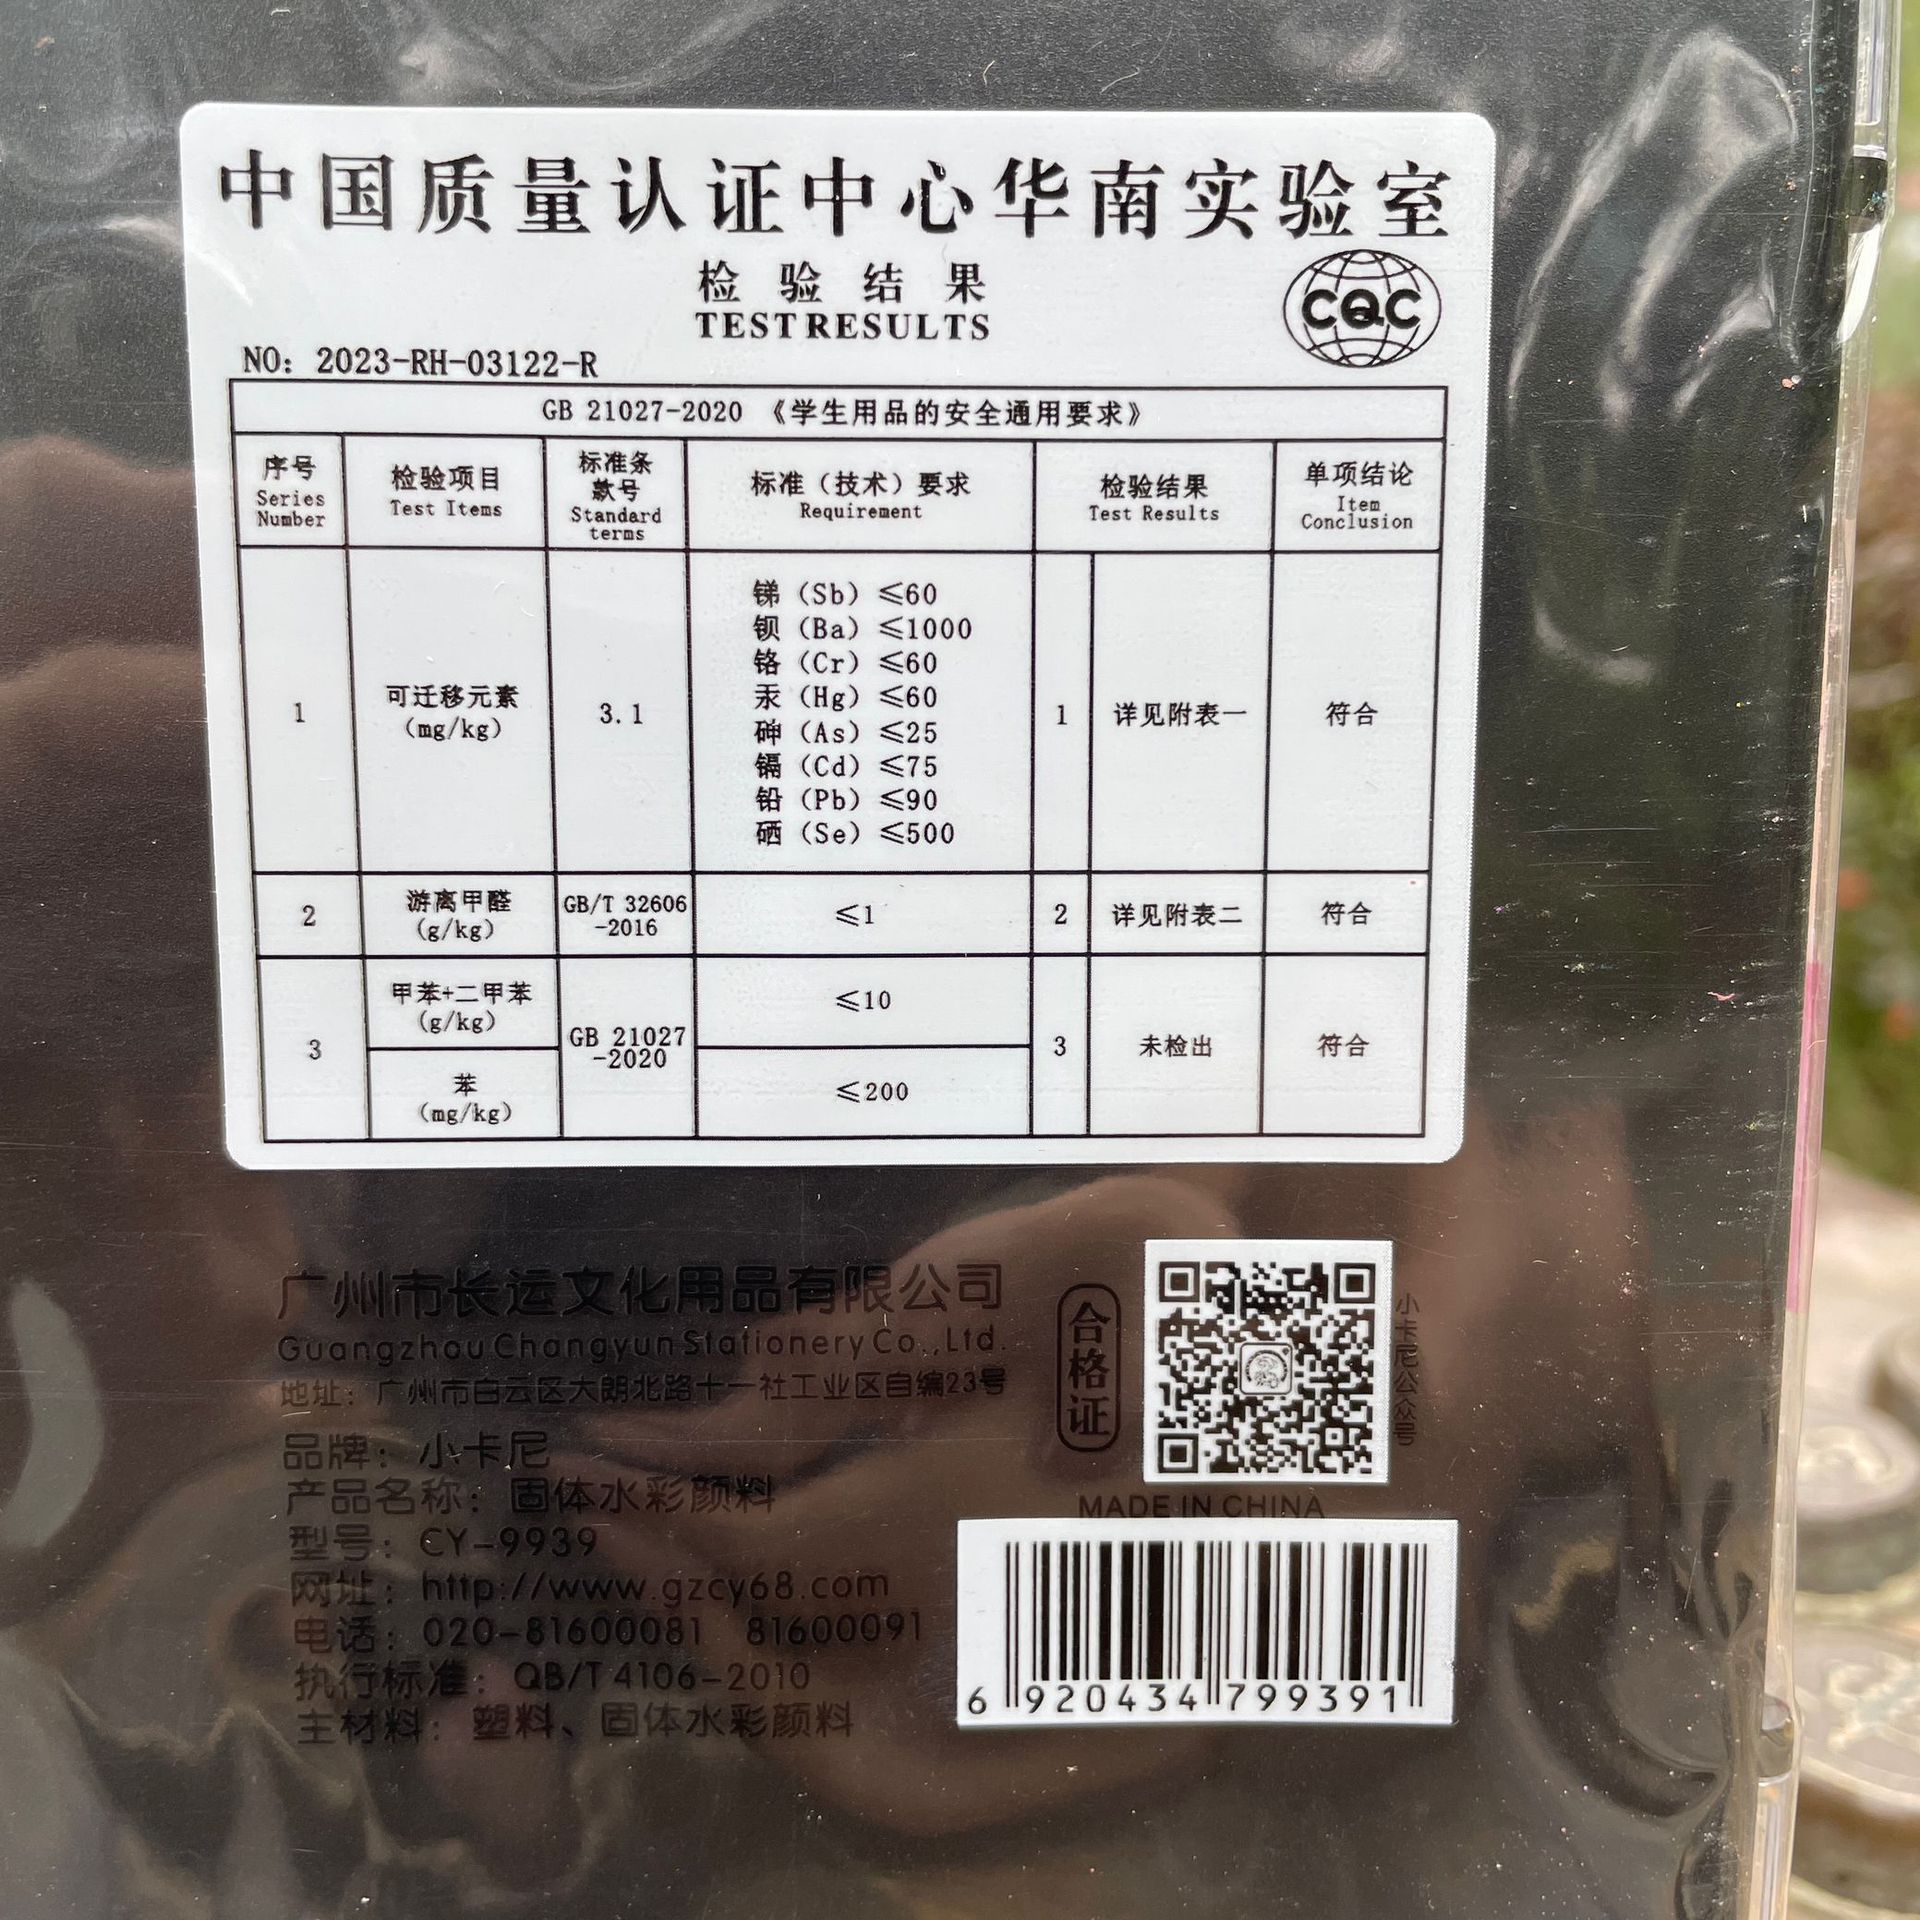 中国质量认证中心华南实验室
检验结果
TEST RESULTS
CQC
NO: 2023-RH-03122-R
GB 21027-2020 《学生用品的安全通用要求》
序号
Series
Number
检验项目
Test Items
标准条
款号
Standard
terms
标准（技术）要求
Requirement
检验结果
Test Results
单项结论
Item
Conclusion
1
可迁移元素
(mg/kg)
3.1
锑（Sb）≤60
钡（Ba）≤1000
铬（Cr）≤60
汞（Hg）≤60
砷（As）≤25
镉（Cd）≤75
铅（Pb）≤90
硒（Se）≤500
1
详见附表一
符合
2
游离甲醛
(g/kg)
GB/T 32606
-2016
≤1
2
详见附表二
符合
3
甲苯+二甲苯
(g/kg)
苯
(mg/kg)
GB 21027
-2020
≤10
≤200
3
未检出
符合
广州市长运文化用品有限公司
Guangzhou Changyun Stationery Co.,Ltd.
地址：广州市白云区大朗北路十一社工业区自编23号
品牌：小卡尼
产品名称：固体水彩颜料
型号：CY-9939
网址：http://www.gzcy68.com
电话：020-81600081 81600091
执行标准：QB/T 4106-2010
主材料：塑料、固体水彩颜料
合格证
小卡尼公众号
MADE IN CHINA
6 920434 799391